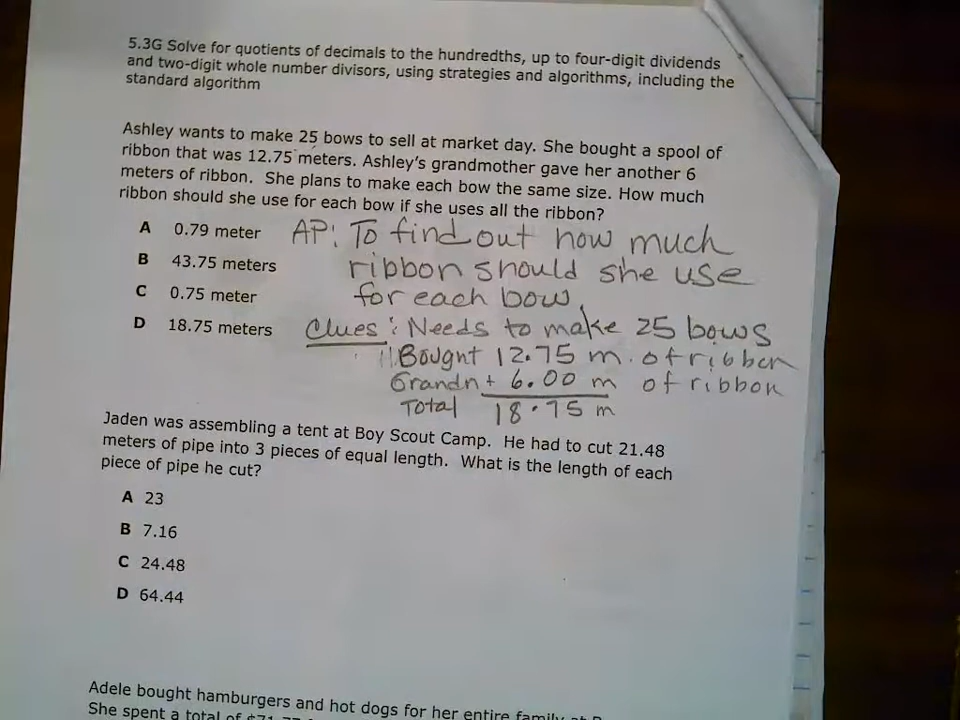 5.3G Solve for quotients of decimals to the hundredths, up to four-digit dividends
and two-digit whole number divisors, using strategies and algorithms, including the
standard algorithm
Ashley wants to make 25 bows to sell at market day. She bought a spool of
ribbon that was 12.75 meters. Ashley's grandmother gave her another 6
meters of ribbon. She plans to make each bow the same size. How much
ribbon should she use for each bow if she uses all the ribbon?
A 0.79 meter
B 43.75 meters
C 0.75 meter
D 18.75 meters
AP: To find out how much
ribbon should she use
for each bow.
Clues: Needs to make 25 bows
Bought 12.75 m. of ribbon
Grandn + 6.00 m of ribbon
Total 18.75 m
Jaden was assembling a tent at Boy Scout Camp. He had to cut 21.48
meters of pipe into 3 pieces of equal length. What is the length of each
piece of pipe he cut?
A 23
B 7.16
C 24.48
D 64.44
Adele bought hamburgers and hot dogs for her entire family at
She spent a total of